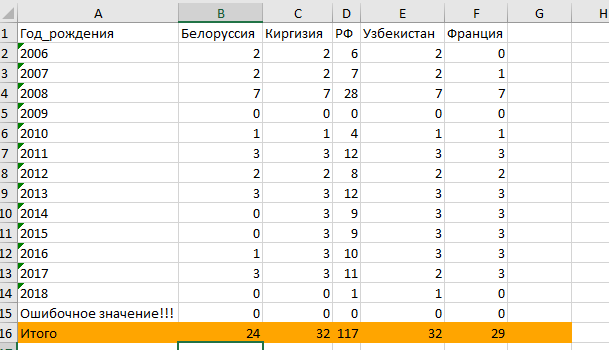 A B C D E F G H
1 Год_рождения Белоруссия Киргизия РФ Узбекистан Франция
2 2006 2 2 6 2 0
3 2007 2 2 7 2 1
4 2008 7 7 28 7 7
5 2009 0 0 0 0 0
6 2010 1 1 4 1 1
7 2011 3 3 12 3 3
8 2012 2 2 8 2 2
9 2013 3 3 12 3 3
10 2014 0 3 9 3 3
11 2015 0 3 9 3 3
12 2016 1 3 10 3 3
13 2017 3 3 11 2 3
14 2018 0 0 1 1 0
15 Ошибочное значение!!! 0 0 0 0 0
16 Итого 24 32 117 32 29